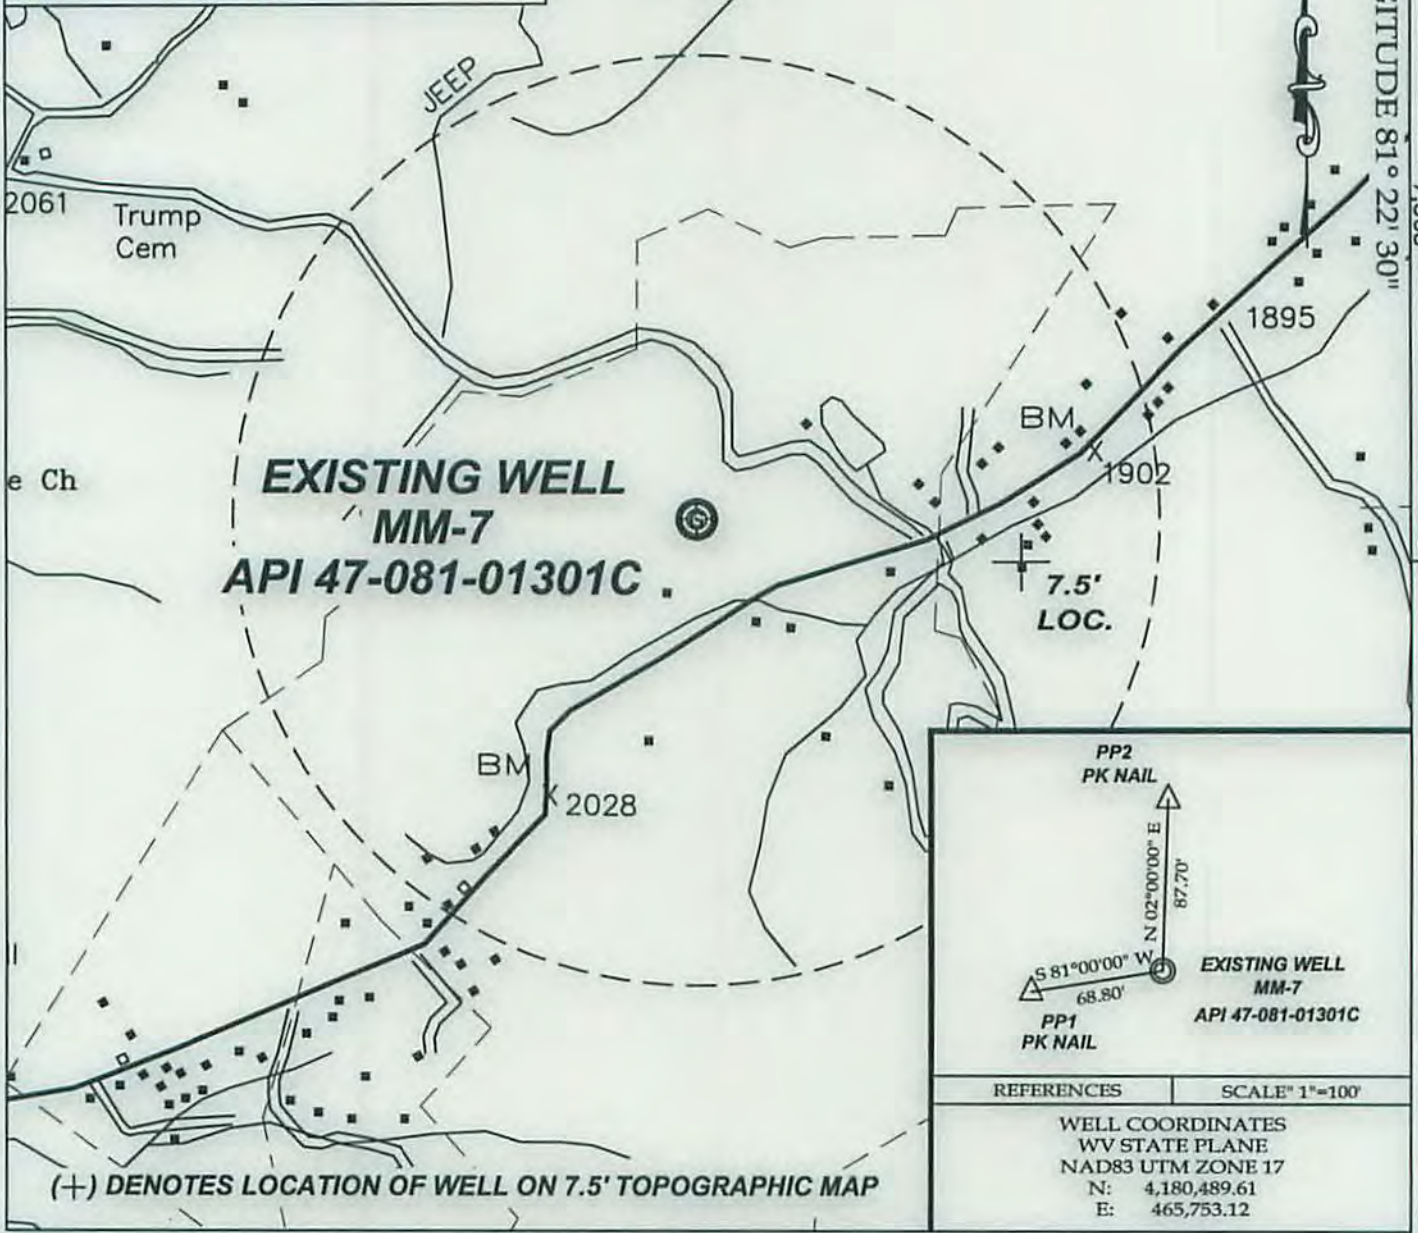 JEEP
LONGITUDE 81° 22' 30"
2061
Trump
Cem
1895
BM
1902
e Ch
EXISTING WELL
MM-7
API 47-081-01301C
G
7.5'
LOC.
BM
2028
PP2
PK NAIL
N 02°00'00" E
87.70'
S 81°00'00" W
68.80'
EXISTING WELL
MM-7
API 47-081-01301C
PP1
PK NAIL
REFERENCES
SCALE" 1"=100'
WELL COORDINATES
WV STATE PLANE
NAD83 UTM ZONE 17
N: 4,180,489.61
E: 465,753.12
(+) DENOTES LOCATION OF WELL ON 7.5' TOPOGRAPHIC MAP